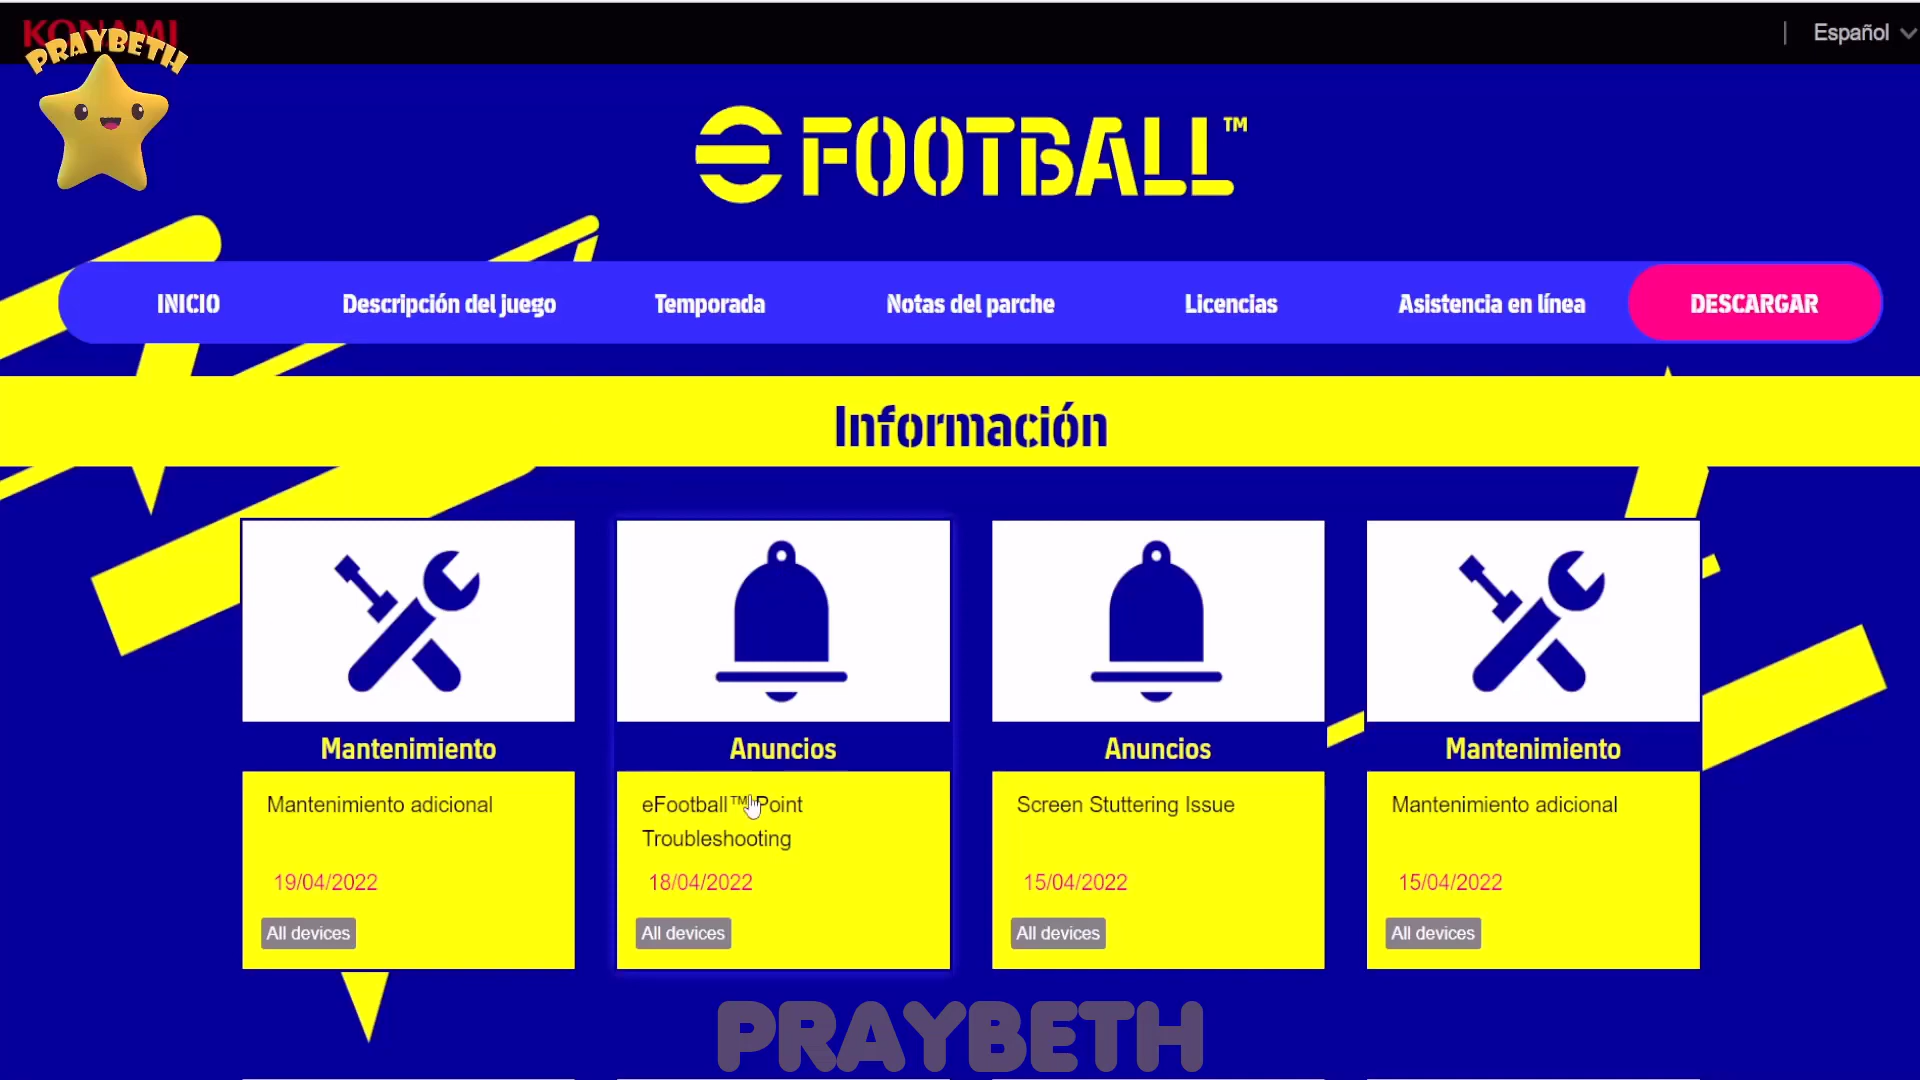 KONAMI
PRAYBETH
Español
FOOTBALL™
INICIO
Descripción del juego
Temporada
Notas del parche
Licencias
Asistencia en línea
DESCARGAR
Información
Mantenimiento
Mantenimiento adicional
19/04/2022
All devices
Anuncios
eFootball™ Point
Troubleshooting
18/04/2022
All devices
Anuncios
Screen Stuttering Issue
15/04/2022
All devices
Mantenimiento
Mantenimiento adicional
15/04/2022
All devices
PRAYBETH